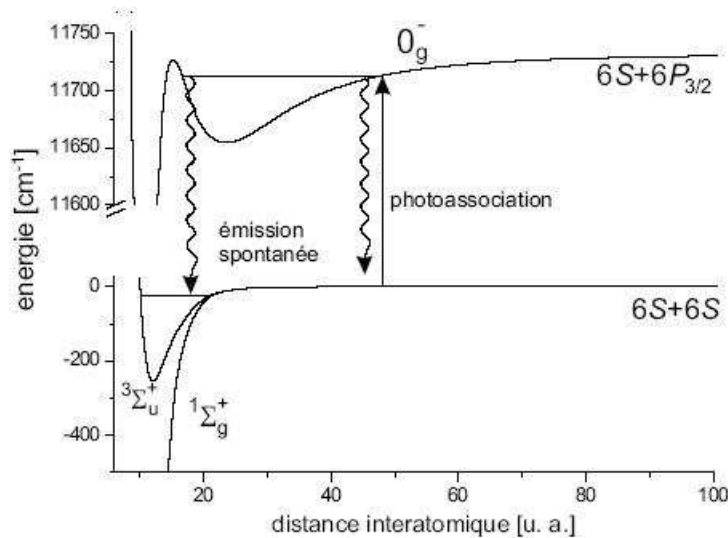 11750
11700
11650
11600
0
-200
-400
energie [cm⁻¹]
0g⁻
6S+6P3/2
photoassociation
émission
spontanée
6S+6S
³Σu⁺
¹Σg⁺
20 40 60 80 100
distance interatomique [u. a.]